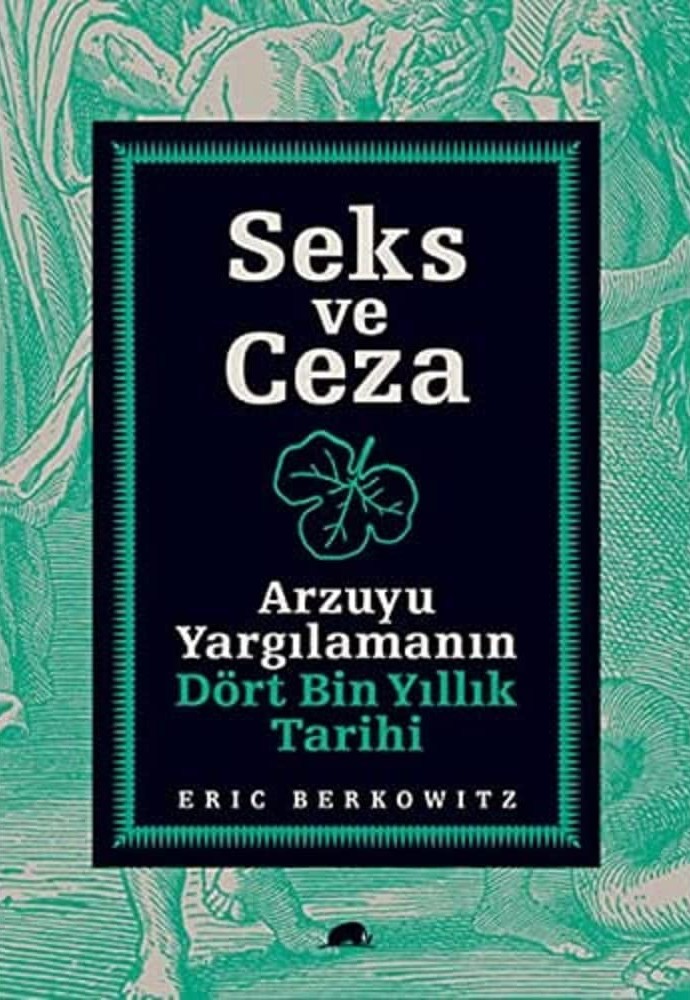 Seks
ve
Ceza
Arzuyu
Yargılamanın
Dört Bin Yıllık
Tarihi
ERIC BERKOWITZ